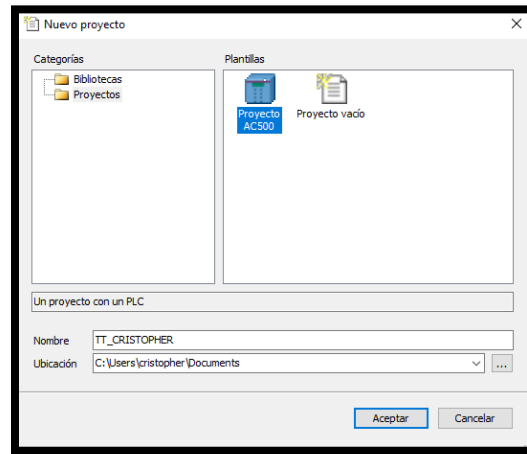 Nuevo proyecto
Categorías
Plantillas
Bibliotecas
Proyectos
Proyecto
AC500
Proyecto vacío
Un proyecto con un PLC
Nombre
TT_CRISTOPHER
Ubicación
C:\Users\cristopher\Documents
...
Aceptar
Cancelar